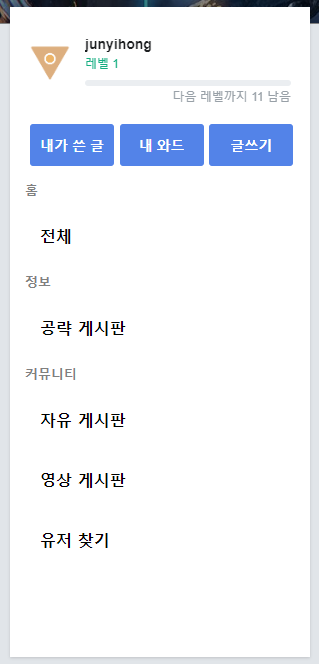 junyihong
레벨 1
다음 레벨까지 11 남음
내가 쓴 글 내 와드 글쓰기
홈
전체
정보
공략 게시판
커뮤니티
자유 게시판
영상 게시판
유저 찾기